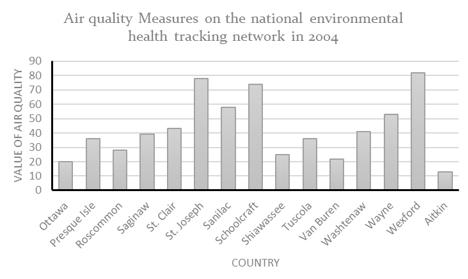 Air quality Measures on the national environmental
health tracking network in 2004
VALUE OF AIR QUALITY
90
80
70
60
50
40
30
20
10
0
Ottawa
Presque Isle
Roscommon
Saginaw
St. Clair
St. Joseph
Sanilac
Schoolcraft
Shiawassee
Tuscola
Van Buren
Washtenaw
Wayne
Wexford
Aitkin
COUNTRY